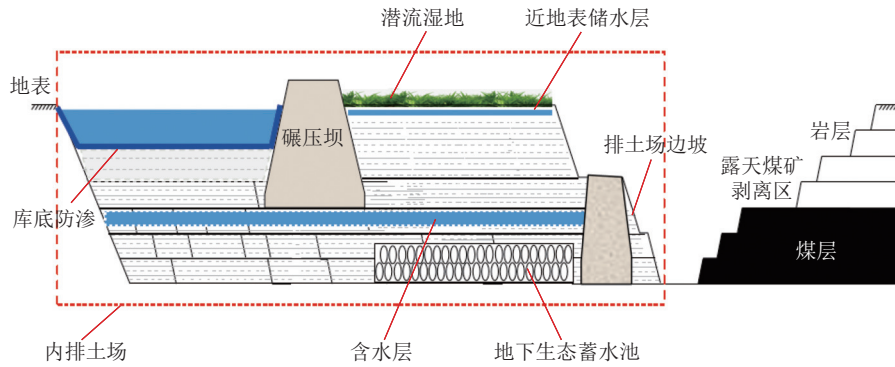 潜流湿地
近地表储水层
地表
碾压坝
排土场边坡
岩层
露天煤矿
剥离区
库底防渗
煤层
内排土场
含水层
地下生态蓄水池